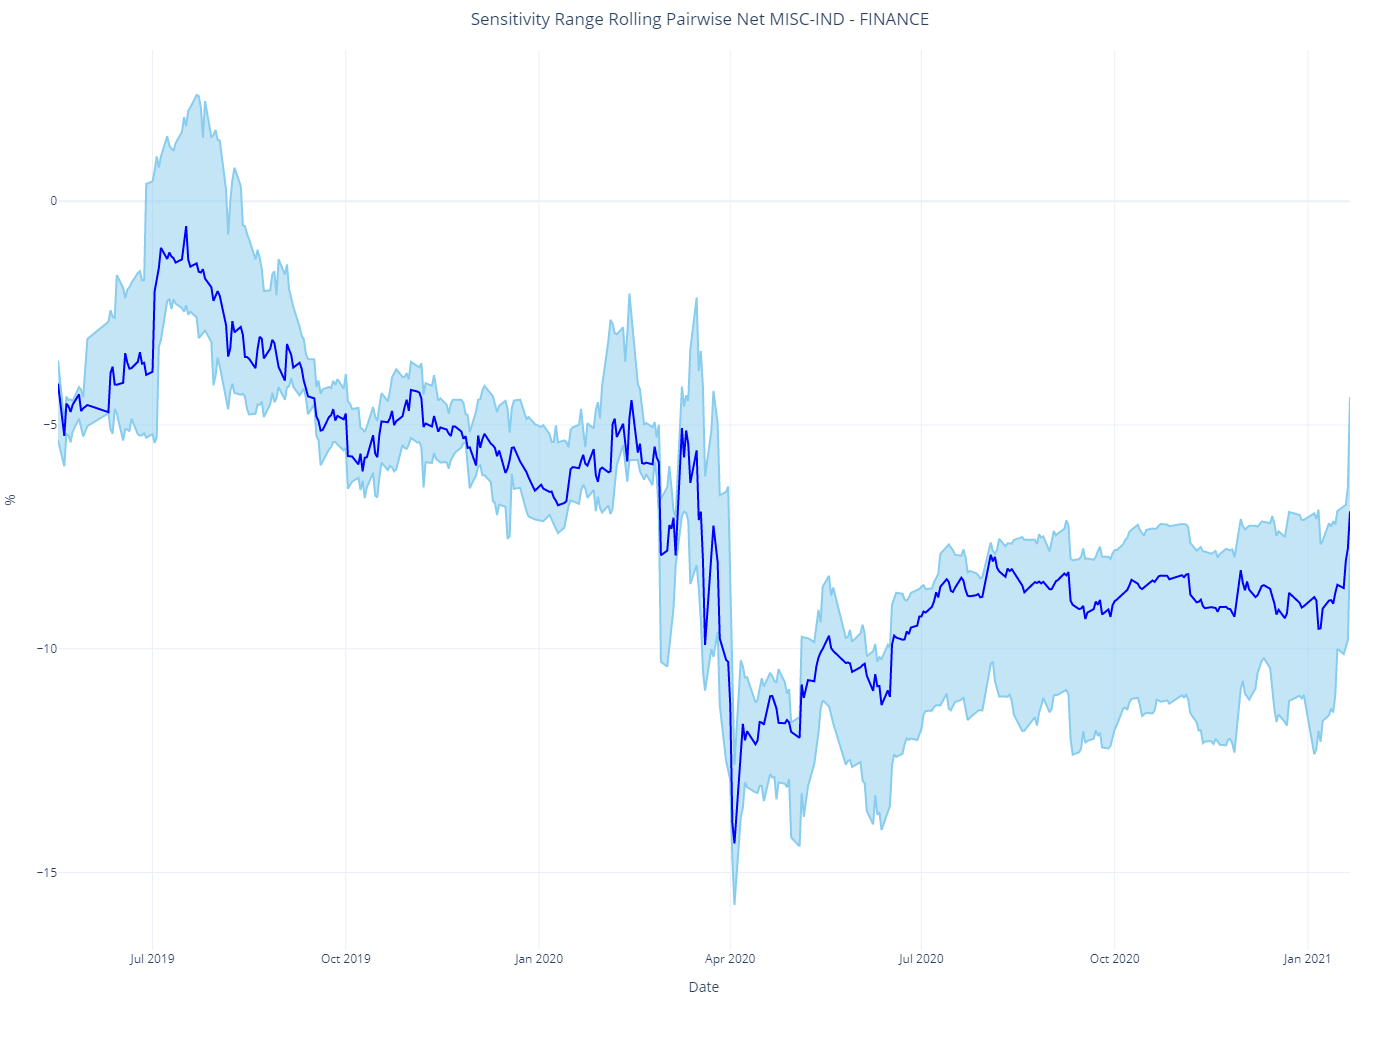 Sensitivity Range Rolling Pairwise Net MISC-IND - FINANCE
0
−5
−10
−15
%
Jul 2019
Oct 2019
Jan 2020
Apr 2020
Jul 2020
Oct 2020
Jan 2021
Date